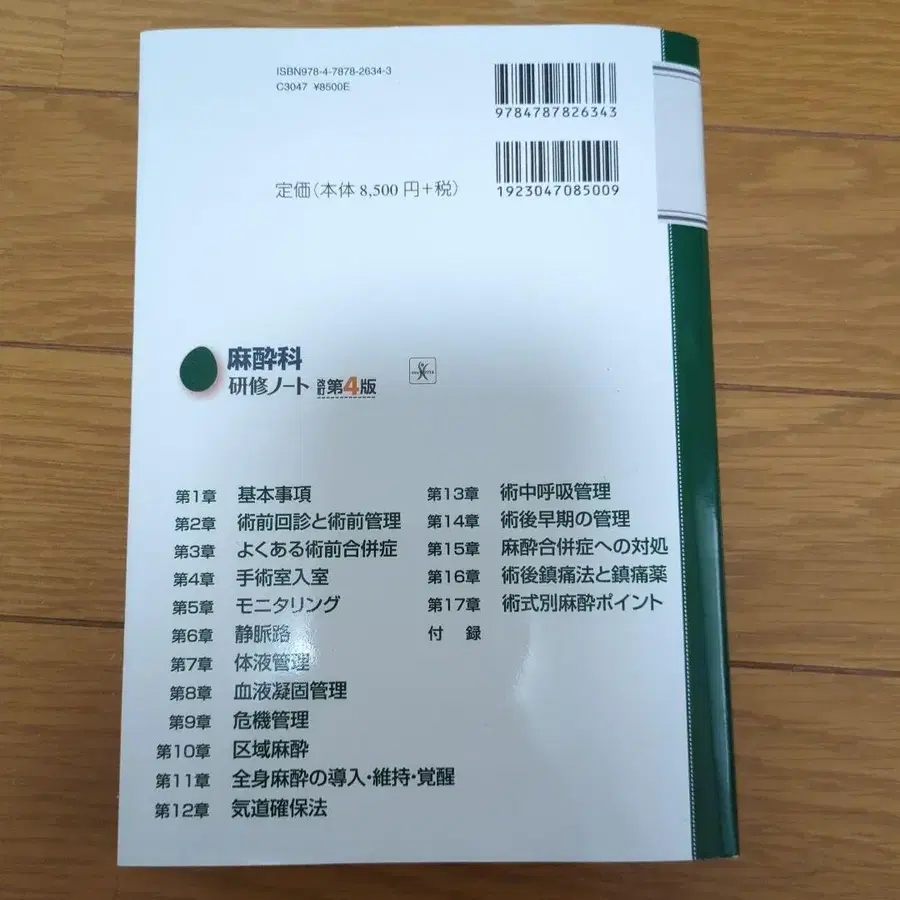 ISBN978-4-7878-2634-3
C3047 ¥8500E
9784787826343
定価(本体 8,500 円+税)
1923047085009
麻酔科
研修ノート 改訂第4版
第1章 基本事項
第2章 術前回診と術前管理
第3章 よくある術前合併症
第4章 手術室入室
第5章 モニタリング
第6章 静脈路
第7章 体液管理
第8章 血液凝固管理
第9章 危機管理
第10章 区域麻酔
第11章 全身麻酔の導入・維持・覚醒
第12章 気道確保法
第13章 術中呼吸管理
第14章 術後早期の管理
第15章 麻酔合併症への対処
第16章 術後鎮痛法と鎮痛薬
第17章 術式別麻酔ポイント
付 録